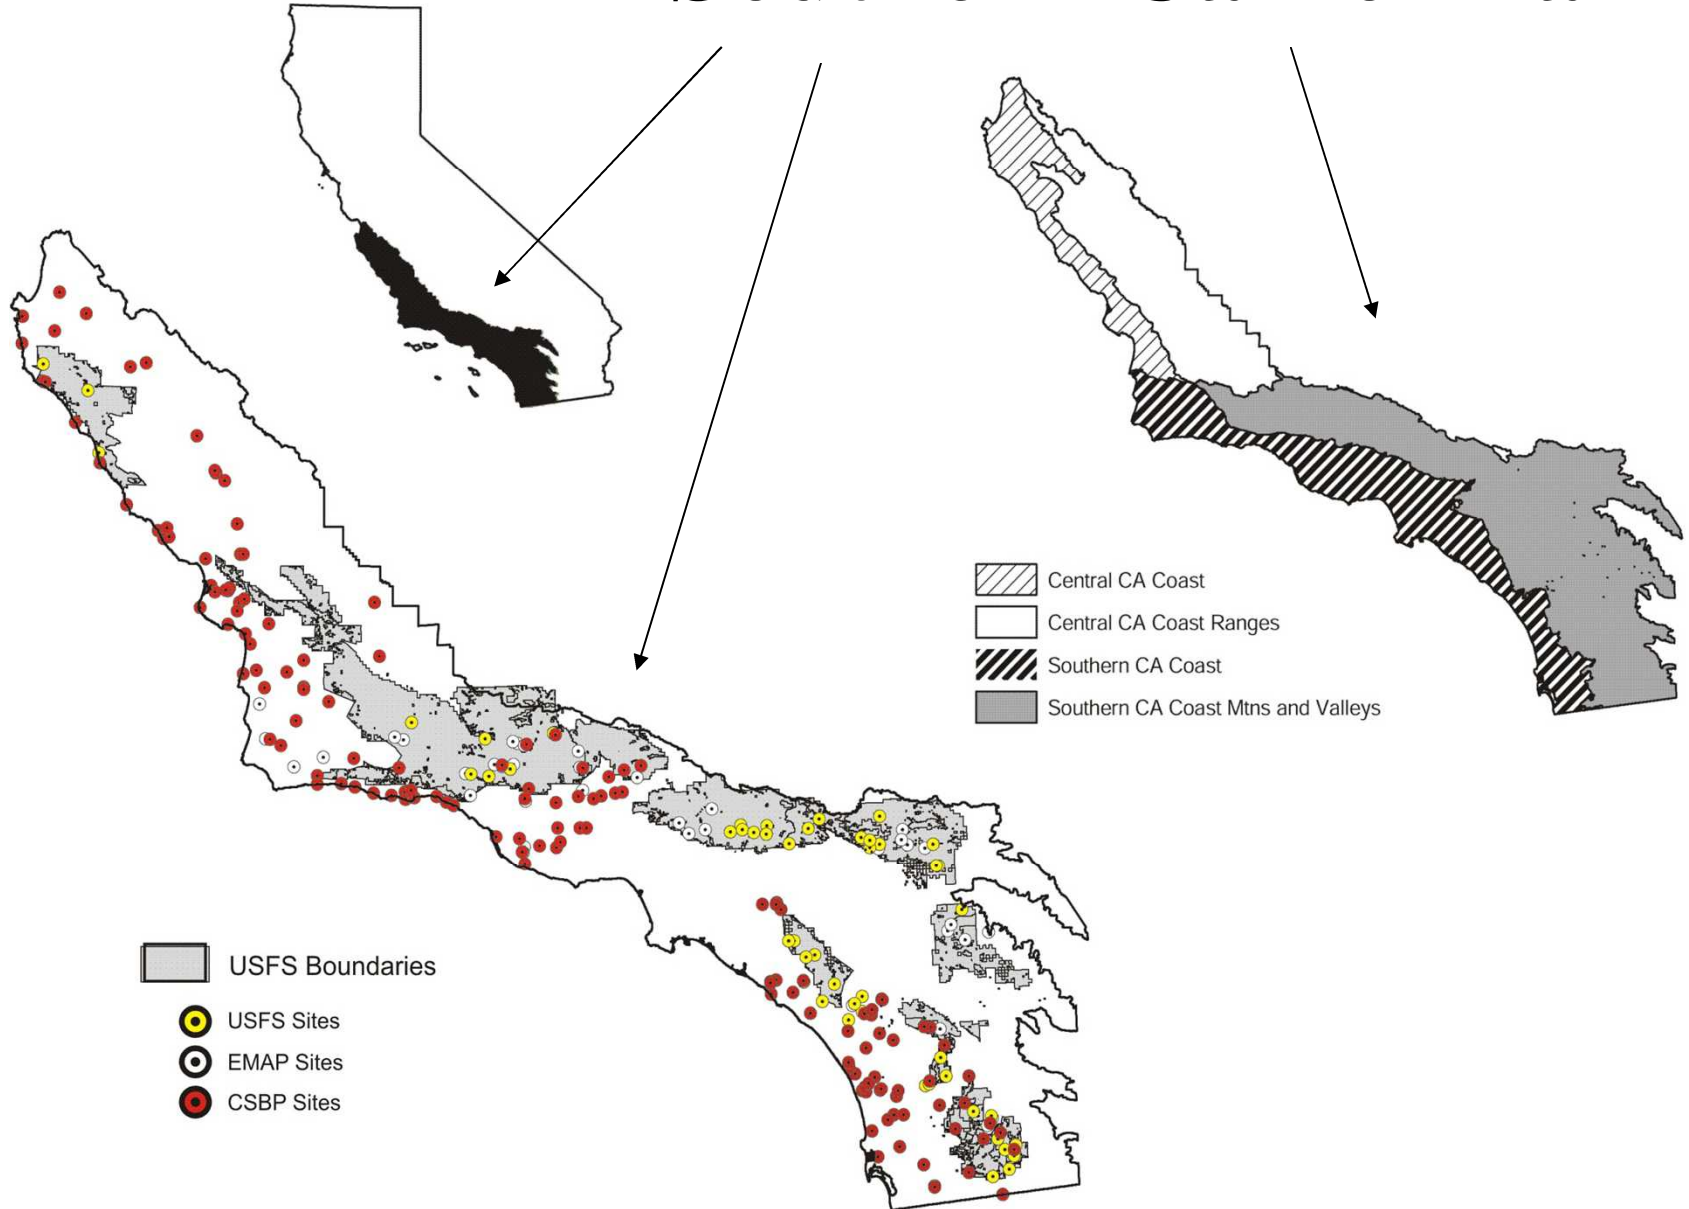 Central CA Coast
Central CA Coast Ranges
Southern CA Coast
Southern CA Coast Mtns and Valleys
USFS Boundaries
USFS Sites
EMAP Sites
CSBP Sites